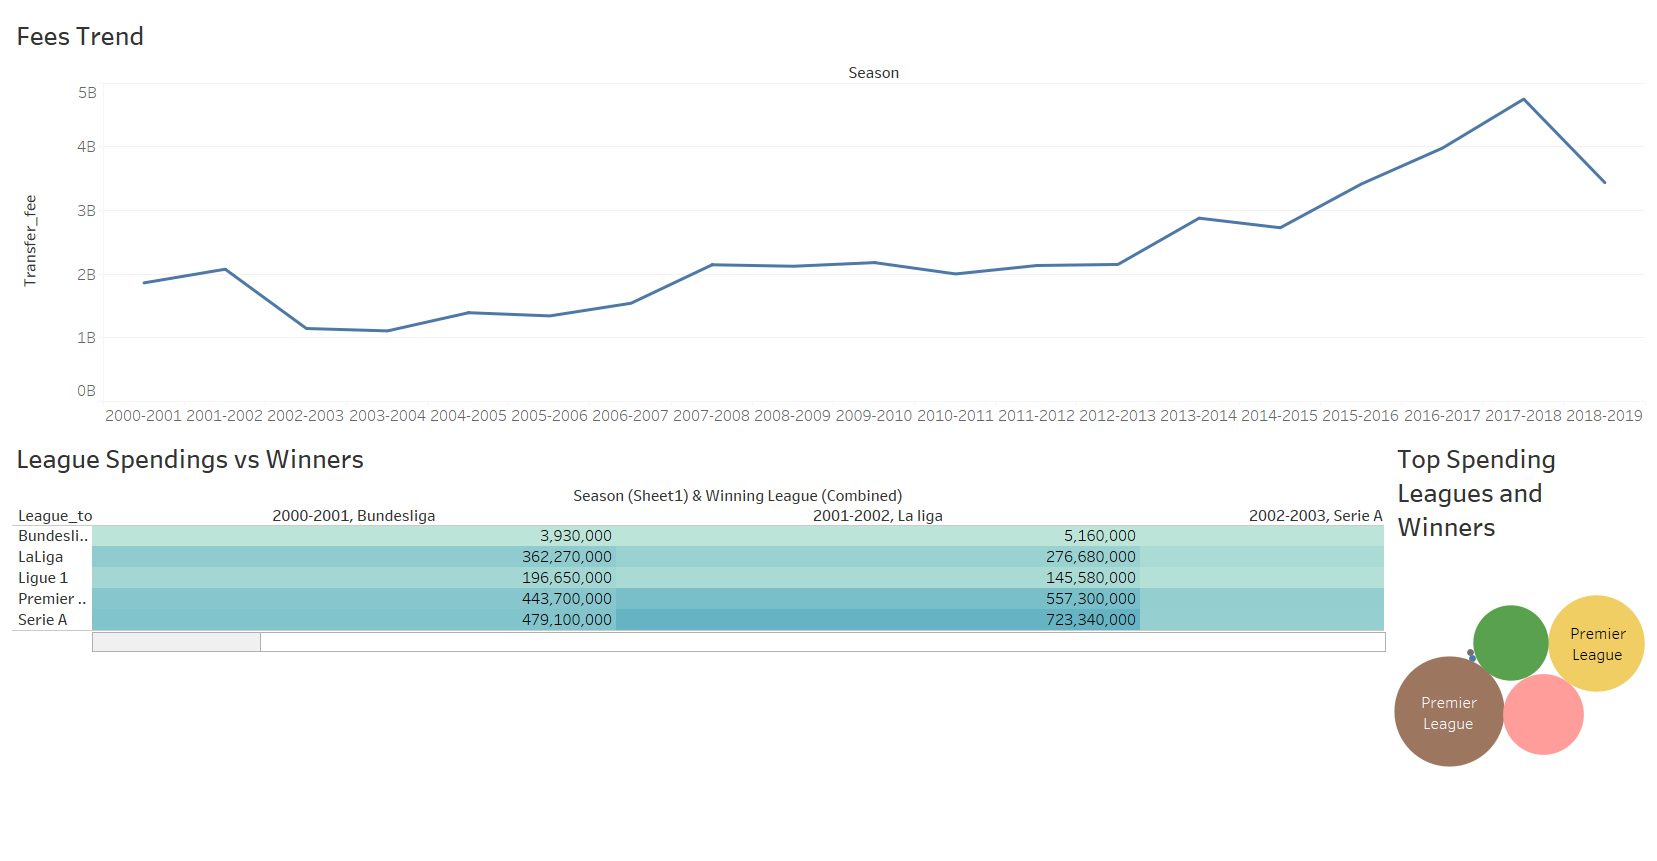 Fees Trend
Season
5B
4B
3B
2B
1B
0B
Transfer_fee
2000-2001 2001-2002 2002-2003 2003-2004 2004-2005 2005-2006 2006-2007 2007-2008 2008-2009 2009-2010 2010-2011 2011-2012 2012-2013 2013-2014 2014-2015 2015-2016 2016-2017 2017-2018 2018-2019
League Spendings vs Winners
Season (Sheet1) & Winning League (Combined)
League_to 2000-2001, Bundesliga 2001-2002, La liga 2002-2003, Serie A
Bundesli.. 3,930,000 5,160,000
LaLiga 362,270,000 276,680,000
Ligue 1 196,650,000 145,580,000
Premier .. 443,700,000 557,300,000
Serie A 479,100,000 723,340,000
Top Spending
Leagues and
Winners
Premier
League
Premier
League